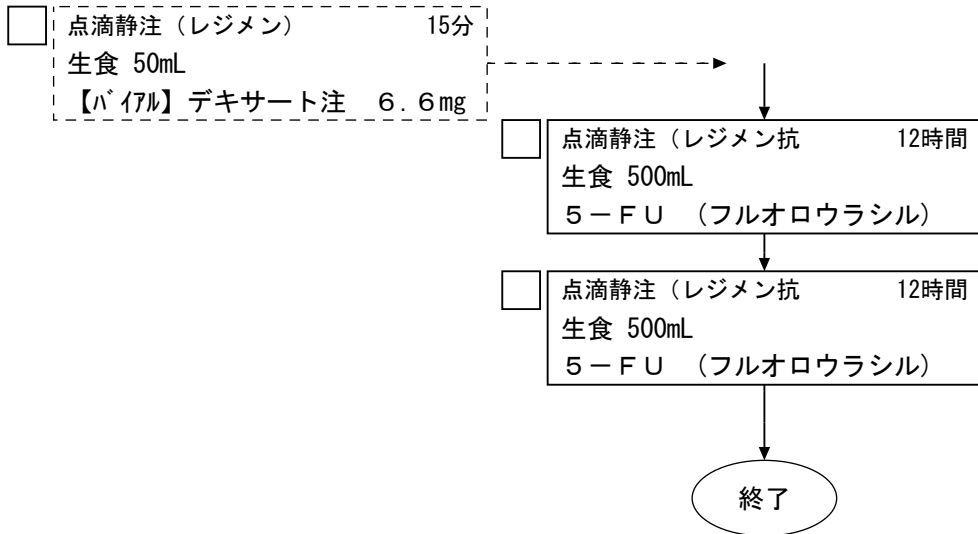 点滴静注（レジメン） 15分
生食 50mL
【ﾊﾞｲｱﾙ】デキサート注 ６.６mg
点滴静注（レジメン抗 12時間
生食 500mL
５－ＦＵ （フルオロウラシル）
点滴静注（レジメン抗 12時間
生食 500mL
５－ＦＵ （フルオロウラシル）
終了